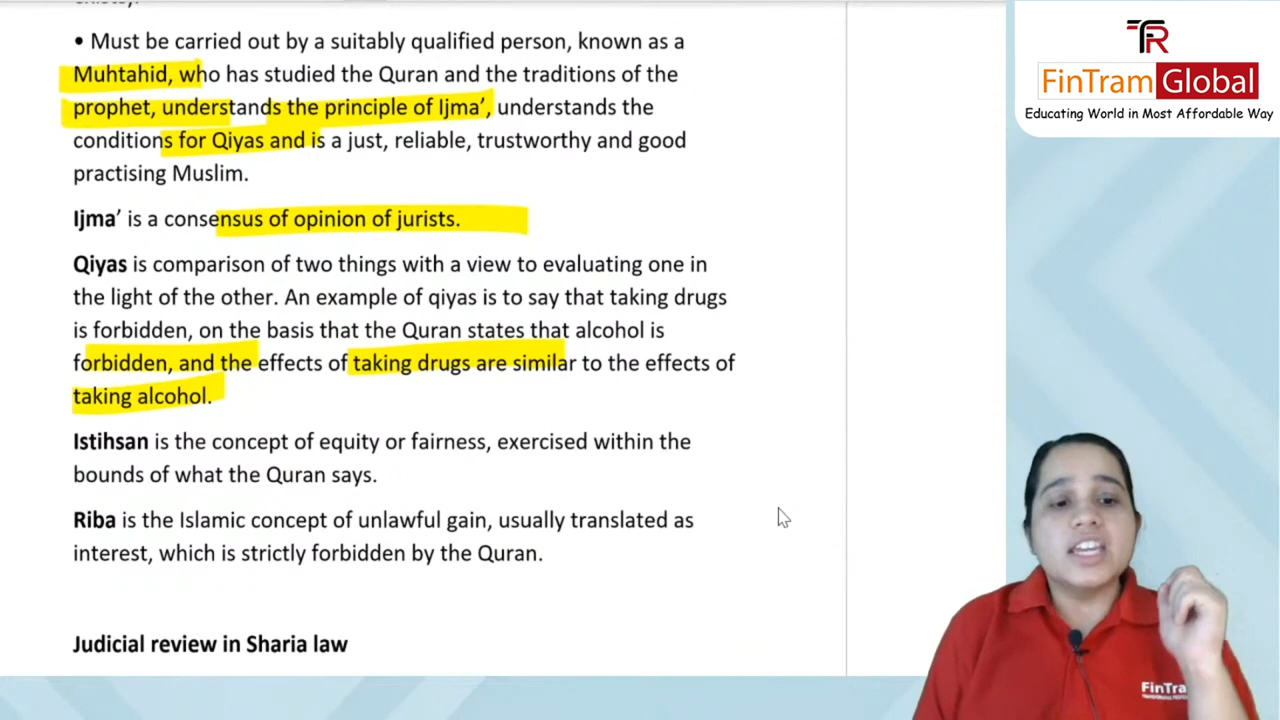 • Must be carried out by a suitably qualified person, known as a
Muhtahid, who has studied the Quran and the traditions of the
prophet, understands the principle of Ijma’, understands the
conditions for Qiyas and is a just, reliable, trustworthy and good
practising Muslim.
Ijma’ is a consensus of opinion of jurists.
Qiyas is comparison of two things with a view to evaluating one in
the light of the other. An example of qiyas is to say that taking drugs
is forbidden, on the basis that the Quran states that alcohol is
forbidden, and the effects of taking drugs are similar to the effects of
taking alcohol.
Istihsan is the concept of equity or fairness, exercised within the
bounds of what the Quran says.
Riba is the Islamic concept of unlawful gain, usually translated as
interest, which is strictly forbidden by the Quran.
Judicial review in Sharia law
FinTram Global
Educating World in Most Affordable Way
FinTra